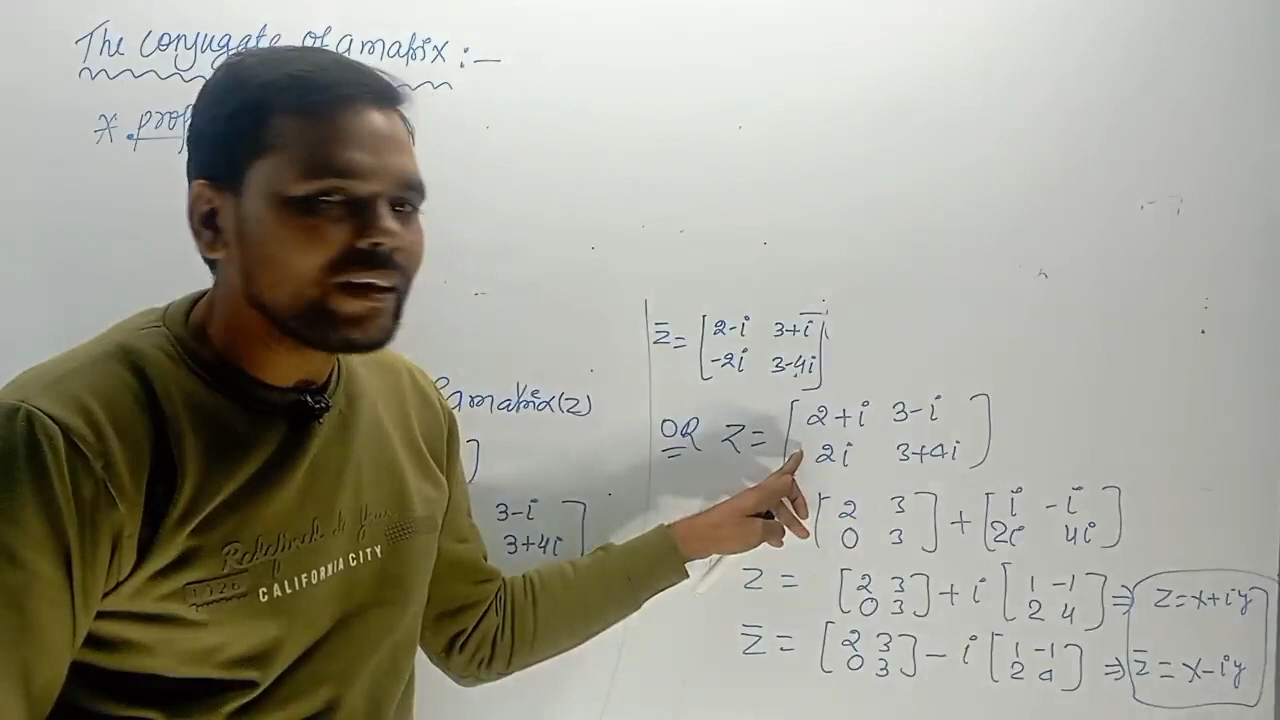 The conjugate of a matrix :-
* prop
matrix(z)
]
3-i ]
3+4i
z̅ = [2-i 3+i]
[-2i 3-4i]
OR z = [2+i 3-i]
[2i 3+4i]
[2 3] + [i -i]
[0 3] [2i 4i]
z = [2 3] + i [1 -1] ⇒ z = x+iy
[0 3] [2 4]
z̅ = [2 3] - i [1 -1] ⇒ z̅ = x-iy
[0 3] [2 4]
1926
CALIFORNIA CITY